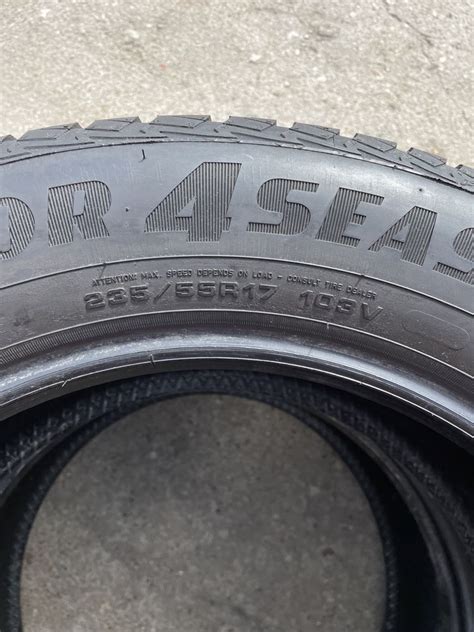 OR 4SEAS
ATTENTION: MAX. SPEED DEPENDS ON LOAD - CONSULT TIRE DEALER
235/55R17 103V